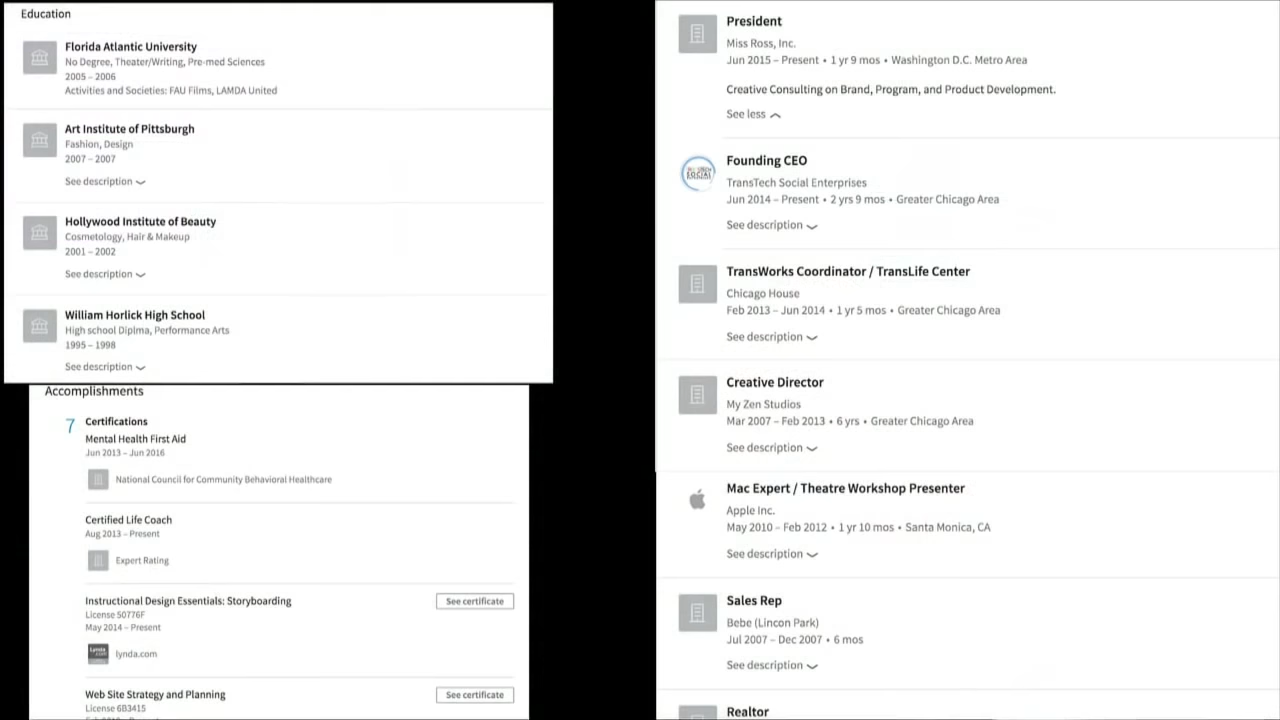 Education
Florida Atlantic University
No Degree, Theater/Writing, Pre-med Sciences
2005 – 2006
Activities and Societies: FAU Films, LAMDA United
Art Institute of Pittsburgh
Fashion, Design
2007 – 2007
See description
Hollywood Institute of Beauty
Cosmetology, Hair & Makeup
2001 – 2002
See description
William Horlick High School
High school Diplma, Performance Arts
1995 – 1998
See description
Accomplishments
7 Certifications
Mental Health First Aid
Jun 2013 – Jun 2016
National Council for Community Behavioral Healthcare
Certified Life Coach
Aug 2013 – Present
Expert Rating
Instructional Design Essentials: Storyboarding
See certificate
License 50776F
May 2014 – Present
lynda.com
Web Site Strategy and Planning
See certificate
License 6B3415
President
Miss Ross, Inc.
Jun 2015 – Present • 1 yr 9 mos • Washington D.C. Metro Area
Creative Consulting on Brand, Program, and Product Development.
See less
Founding CEO
TransTech Social Enterprises
Jun 2014 – Present • 2 yrs 9 mos • Greater Chicago Area
See description
TransWorks Coordinator / TransLife Center
Chicago House
Feb 2013 – Jun 2014 • 1 yr 5 mos • Greater Chicago Area
See description
Creative Director
My Zen Studios
Mar 2007 – Feb 2013 • 6 yrs • Greater Chicago Area
See description
Mac Expert / Theatre Workshop Presenter
Apple Inc.
May 2010 – Feb 2012 • 1 yr 10 mos • Santa Monica, CA
See description
Sales Rep
Bebe (Lincon Park)
Jul 2007 – Dec 2007 • 6 mos
See description
Realtor